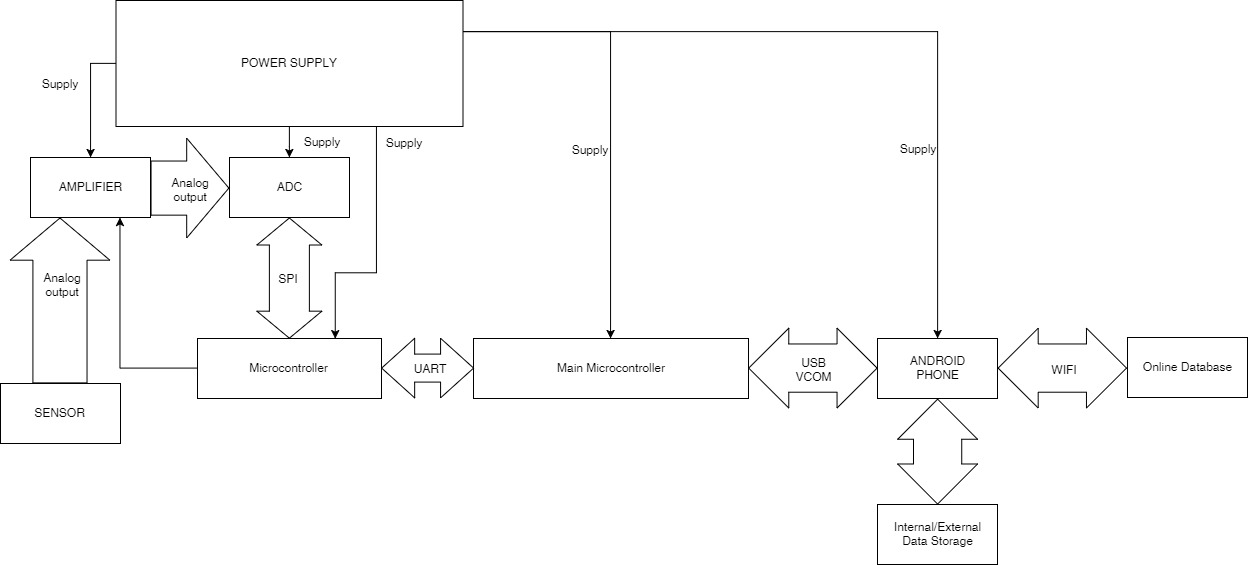 POWER SUPPLY
Supply
Supply
Supply
Supply
Supply
AMPLIFIER
Analog
output
ADC
Analog
output
SPI
Microcontroller
UART
Main Microcontroller
USB
VCOM
ANDROID
PHONE
WIFI
Online Database
SENSOR
Internal/External
Data Storage